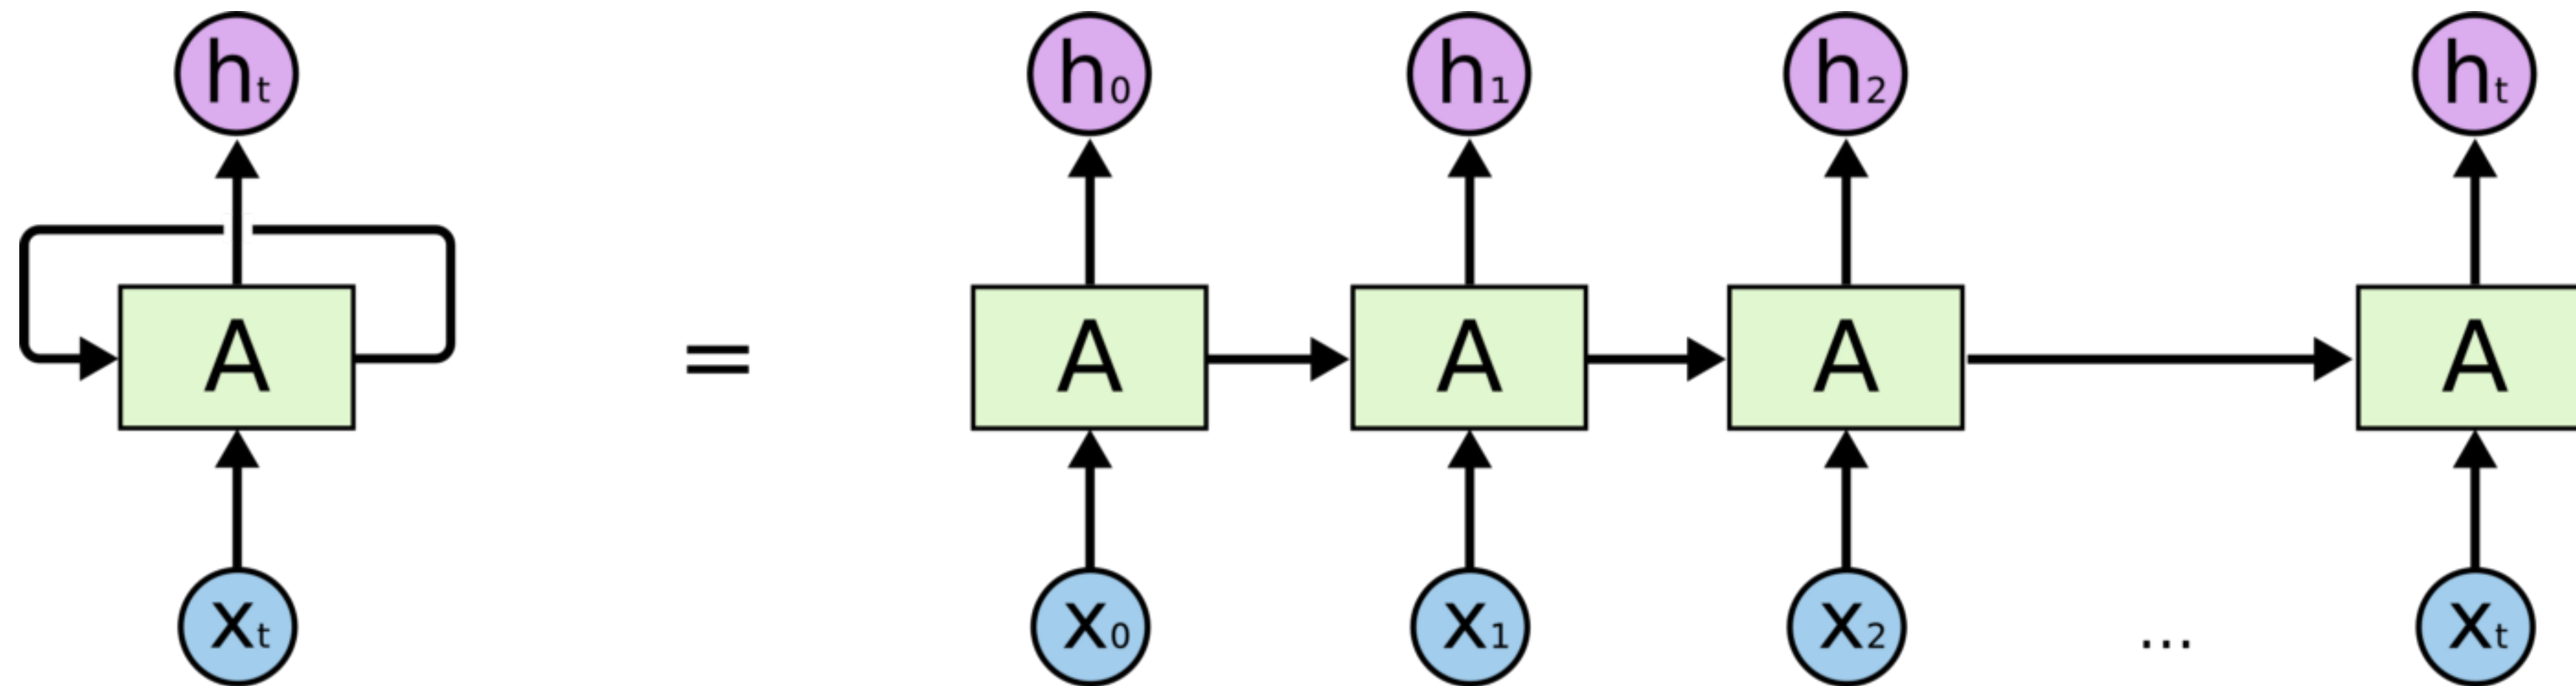 hₜ h₀ h₁ h₂ hₜ
A = A A A A
xₜ x₀ x₁ x₂ ... xₜ